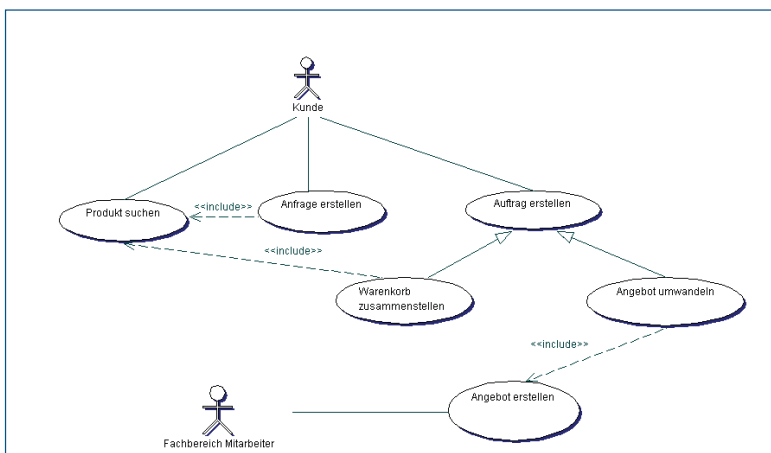 Kunde
Produkt suchen
<<include>>
Anfrage erstellen
Auftrag erstellen
<<include>>
Warenkorb
zusammenstellen
Angebot umwandeln
<<include>>
Angebot erstellen
Fachbereich Mitarbeiter